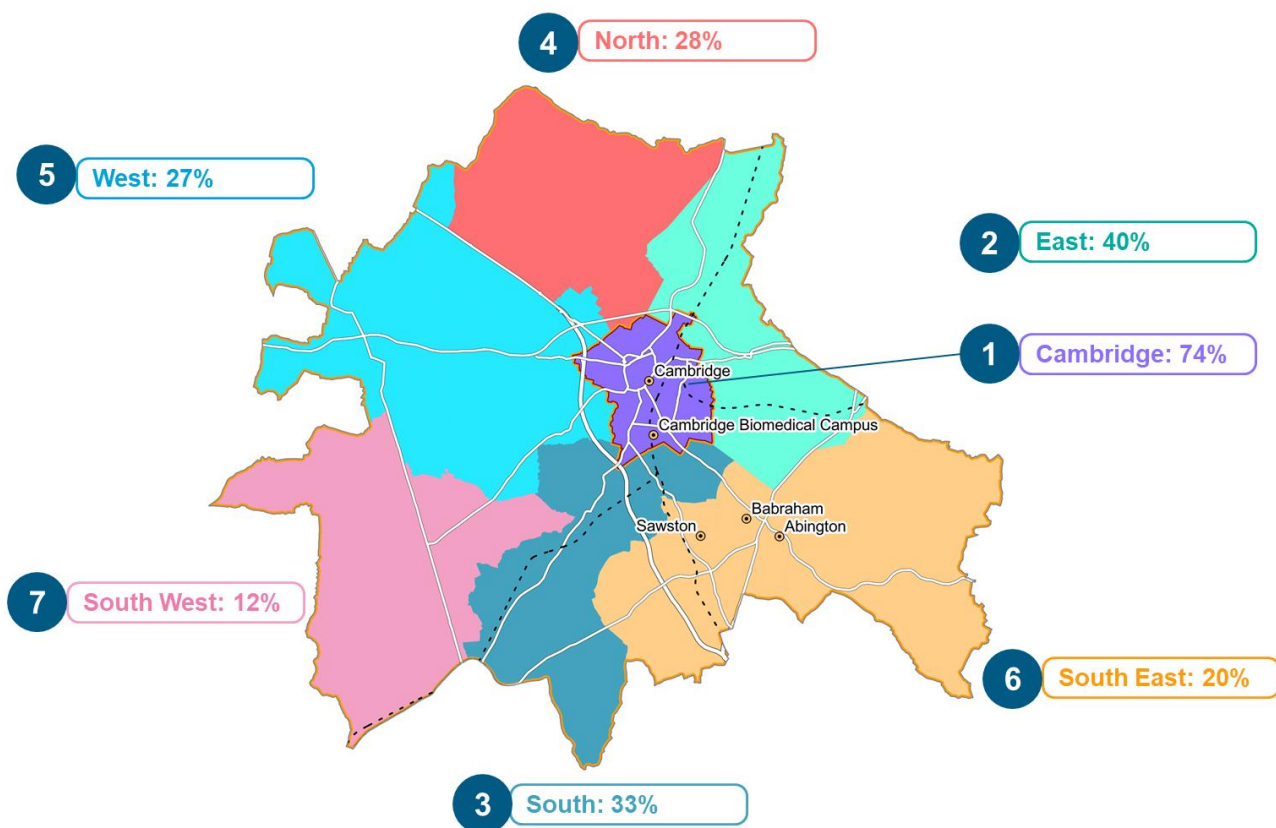 4
North: 28%
5
West: 27%
2
East: 40%
1
Cambridge: 74%
Cambridge
Cambridge Biomedical Campus
Babraham
Sawston
Abington
7
South West: 12%
6
South East: 20%
3
South: 33%